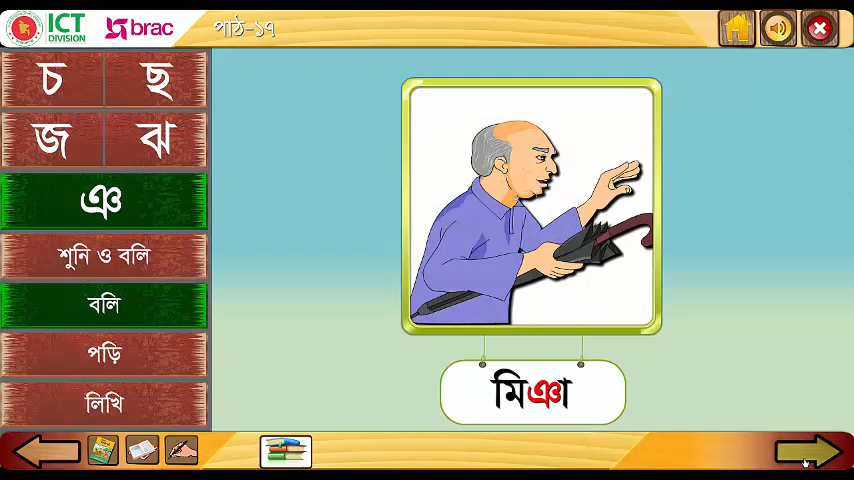 ICT
DIVISION
brac
পাঠ-১৭
চ ছ
জ ঝ
ঞ
শুনি ও বলি
বলি
পড়ি
লিখি
মিঞা